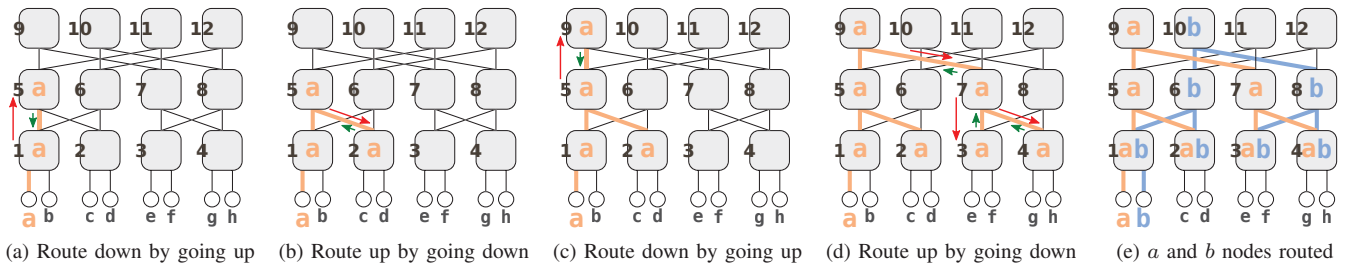 9 10 11 12
5 a 6 7 8
1 a 2 3 4
a b c d e f g h
(a) Route down by going up
9 10 11 12
5 a 6 7 8
1 a 2 a 3 4
a b c d e f g h
(b) Route up by going down
9 a 10 11 12
5 a 6 7 8
1 a 2 a 3 4
a b c d e f g h
(c) Route down by going up
9 a 10 11 12
5 a 6 7 a 8
1 a 2 a 3 a 4 a
a b c d e f g h
(d) Route up by going down
9 a 10 b 11 12
5 a 6 b 7 a 8 b
1 ab 2 ab 3 ab 4 ab
a b c d e f g h
(e) a and b nodes routed